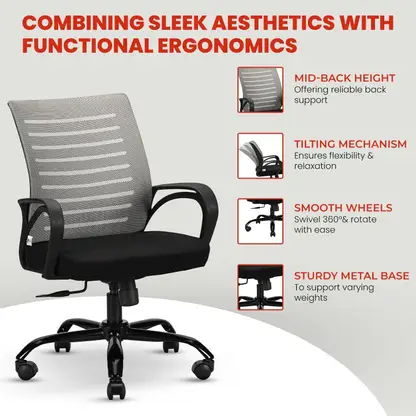 COMBINING SLEEK AESTHETICS WITH
FUNCTIONAL ERGONOMICS
MID-BACK HEIGHT
Offering reliable back
support
TILTING MECHANISM
Ensures flexibility &
relaxation
SMOOTH WHEELS
Swivel 360°& rotate
with ease
STURDY METAL BASE
To support varying
weights